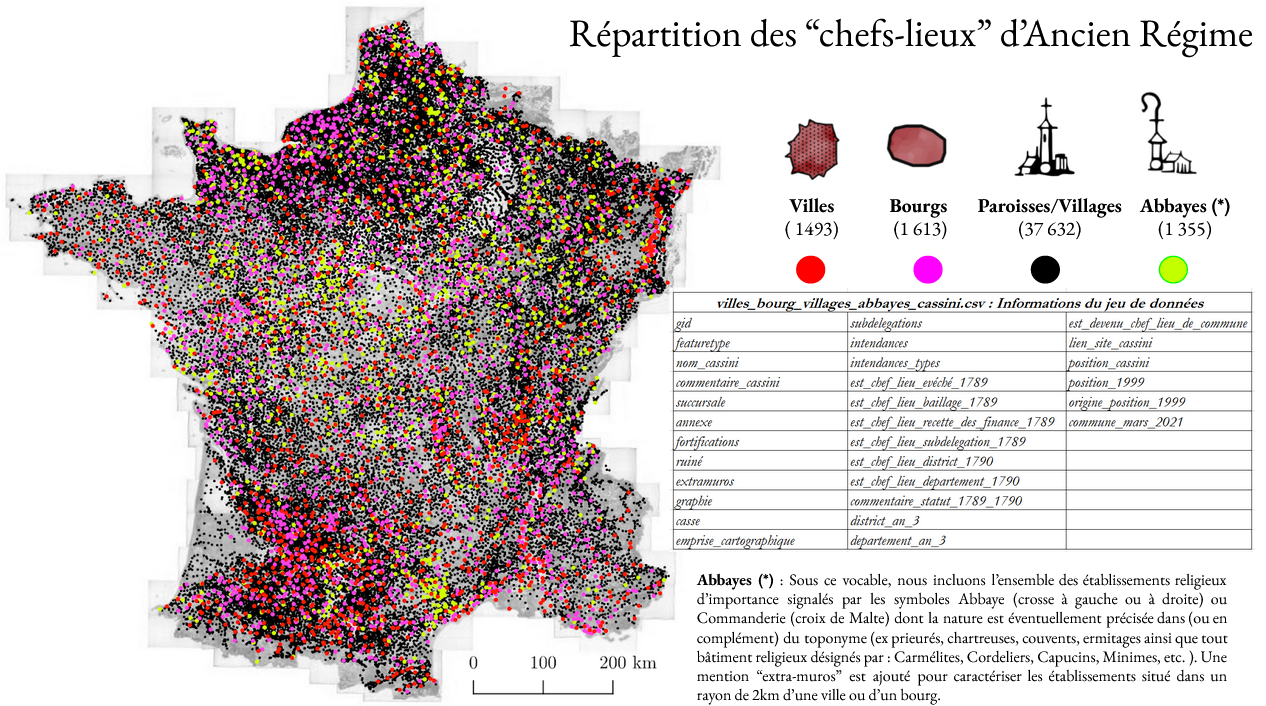 Répartition des “chefs-lieux” d’Ancien Régime
Villes
( 1493)
Bourgs
(1 613)
Paroisses/Villages
(37 632)
Abbayes (*)
(1 355)
villes_bourg_villages_abbayes_cassini.csv : Informations du jeu de données
gid subdelegations est_devenu_chef_lieu_de_commune
featuretype intendances lien_site_cassini
nom_cassini intendances_types position_cassini
commentaire_cassini est_chef_lieu_evéché_1789 position_1999
succursale est_chef_lieu_baillage_1789 origine_position_1999
annexe est_chef_lieu_recette_des_finance_1789 commune_mars_2021
fortifications est_chef_lieu_subdelegation_1789
ruiné est_chef_lieu_district_1790
extramuros est_chef_lieu_departement_1790
graphie commentaire_statut_1789_1790
casse district_an_3
emprise_cartographique departement_an_3
Abbayes (*) : Sous ce vocable, nous incluons l’ensemble des établissements religieux
d’importance signalés par les symboles Abbaye (crosse à gauche ou à droite) ou
Commanderie (croix de Malte) dont la nature est éventuellement précisée dans (ou en
complément) du toponyme (ex prieurés, chartreuses, couvents, ermitages ainsi que tout
bâtiment religieux désignés par : Carmélites, Cordeliers, Capucins, Minimes, etc. ). Une
mention “extra-muros” est ajouté pour caractériser les établissements situé dans un
rayon de 2km d’une ville ou d’un bourg.
0 100 200 km